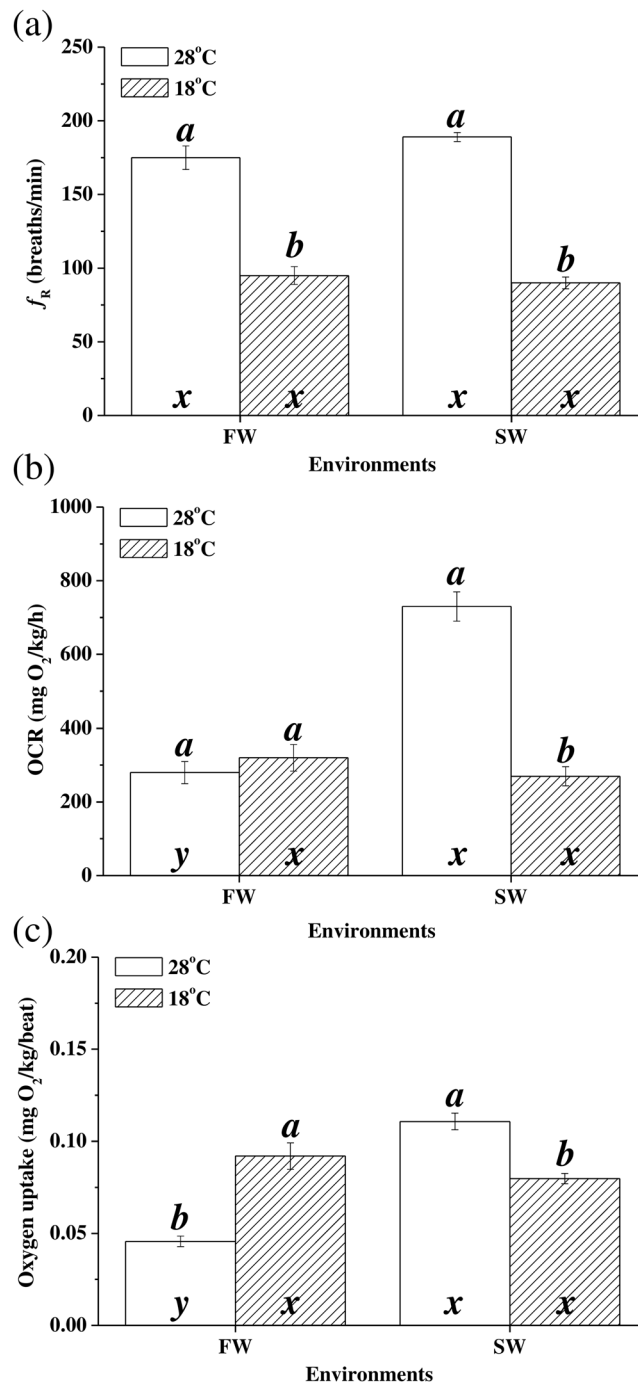 (a)
250
200
150
100
50
0
f_R (breaths/min)
28°C
18°C
a
b
a
b
x
x
x
x
FW
SW
Environments
(b)
1000
800
600
400
200
0
OCR (mg O₂/kg/h)
28°C
18°C
a
a
a
b
y
x
x
x
FW
SW
Environments
(c)
0.20
0.15
0.10
0.05
0.00
Oxygen uptake (mg O₂/kg/beat)
28°C
18°C
b
a
a
b
y
x
x
x
FW
SW
Environments